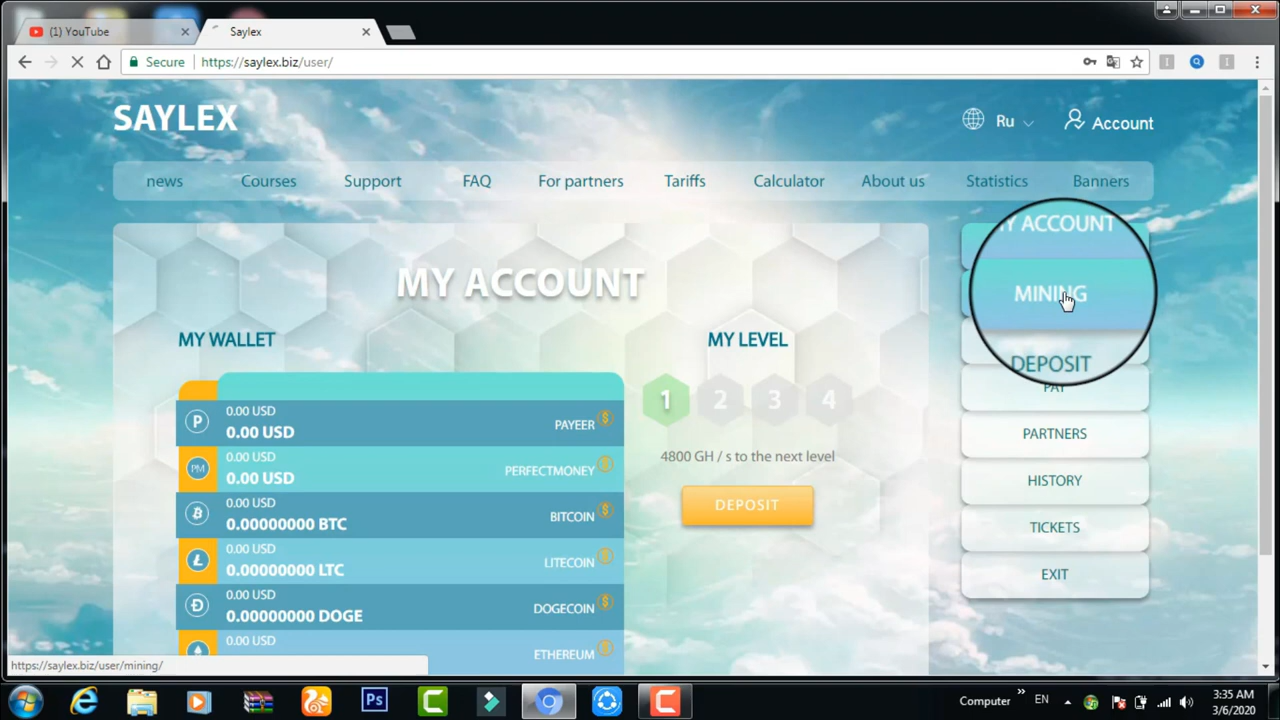 (1) YouTube
Saylex
Secure
https://saylex.biz/user/
SAYLEX
Ru
Account
news
Courses
Support
FAQ
For partners
Tariffs
Calculator
About us
Statistics
Banners
MY ACCOUNT
MINING
DEPOSIT
PAY
PARTNERS
HISTORY
TICKETS
EXIT
MY ACCOUNT
MY WALLET
P
0.00 USD
0.00 USD
PAYEER
PM
0.00 USD
0.00 USD
PERFECTMONEY
0.00 USD
0.00000000 BTC
BITCOIN
0.00 USD
0.00000000 LTC
LITECOIN
0.00 USD
0.00000000 DOGE
DOGECOIN
0.00 USD
ETHEREUM
MY LEVEL
1 2 3 4
4800 GH / s to the next level
DEPOSIT
https://saylex.biz/user/mining/
Ps
Computer
EN
3:35 AM
3/6/2020